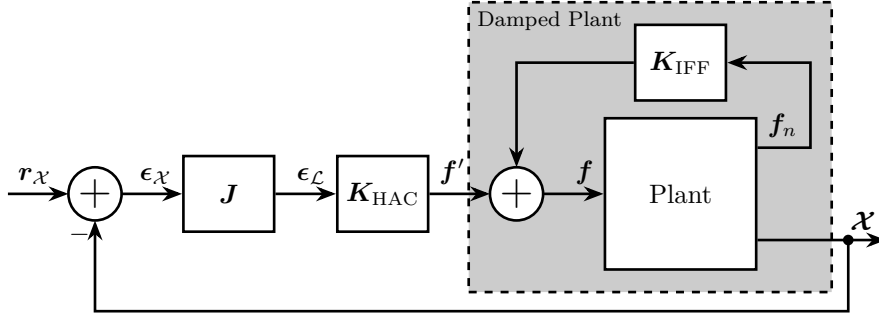 Damped Plant
K_IFF
f_n
r_𝒳
+
ϵ_𝒳
J
ϵ_ℒ
K_HAC
f′
+
f
Plant
𝒳
−